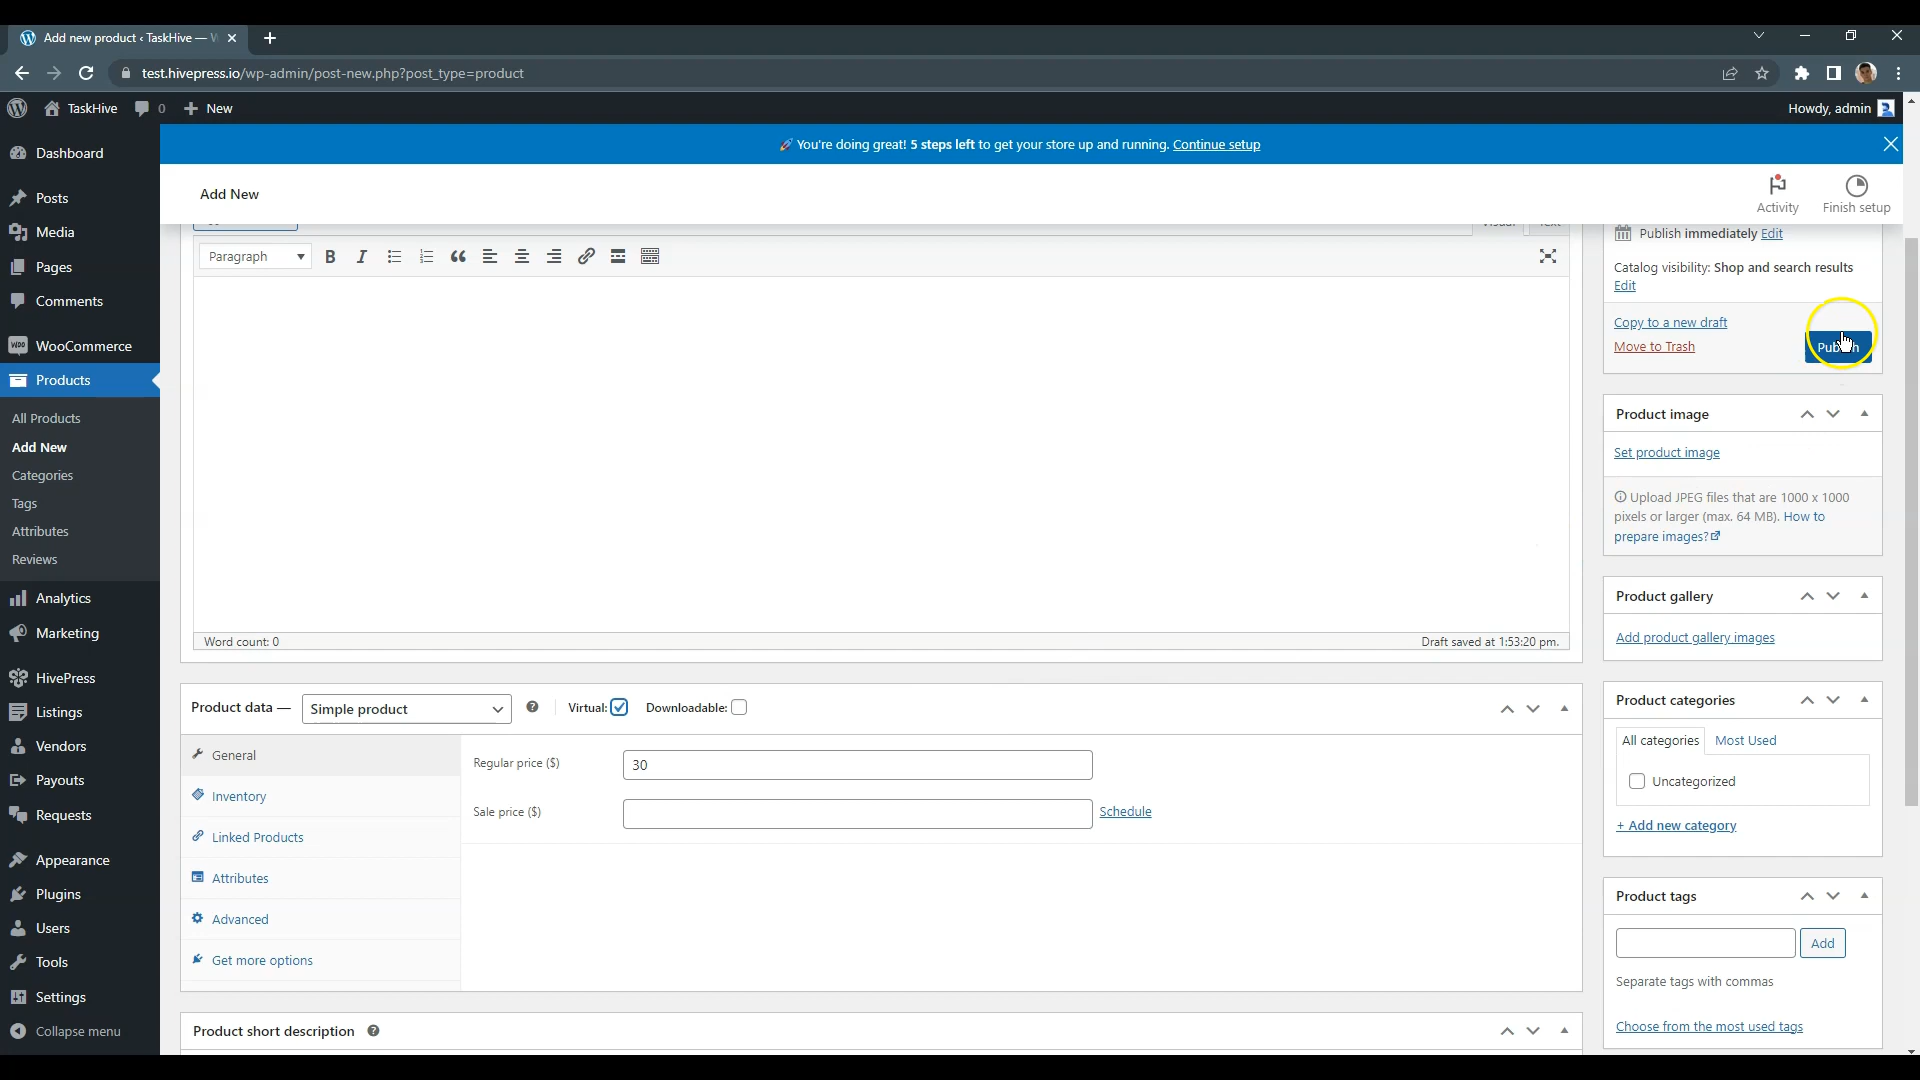 Add new product ‹ TaskHive — W
test.hivepress.io/wp-admin/post-new.php?post_type=product
TaskHive
0
New
Howdy, admin
Dashboard
Posts
Media
Pages
Comments
WooCommerce
Products
All Products
Add New
Categories
Tags
Attributes
Reviews
Analytics
Marketing
HivePress
Listings
Vendors
Payouts
Requests
Appearance
Plugins
Users
Tools
Settings
Collapse menu
🚀 You're doing great! 5 steps left to get your store up and running. Continue setup
Add New
Activity
Finish setup
Paragraph
Word count: 0
Draft saved at 1:53:20 pm.
Product data —
Simple product
Virtual:
Downloadable:
General
Inventory
Linked Products
Attributes
Advanced
Get more options
Regular price ($)
30
Sale price ($)
Schedule
Product short description
Publish immediately Edit
Catalog visibility: Shop and search results
Edit
Copy to a new draft
Move to Trash
Publish
Product image
Set product image
Upload JPEG files that are 1000 x 1000
pixels or larger (max. 64 MB). How to
prepare images?
Product gallery
Add product gallery images
Product categories
All categories
Most Used
Uncategorized
+ Add new category
Product tags
Add
Separate tags with commas
Choose from the most used tags